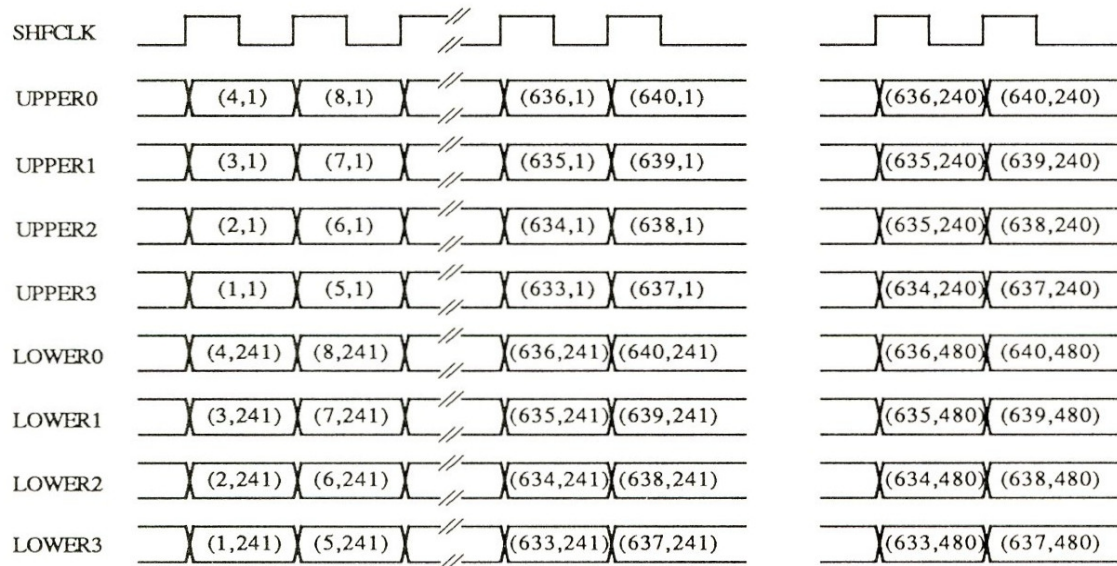 SHFCLK
UPPER0 (4,1) (8,1) (636,1) (640,1) (636,240) (640,240)
UPPER1 (3,1) (7,1) (635,1) (639,1) (635,240) (639,240)
UPPER2 (2,1) (6,1) (634,1) (638,1) (635,240) (638,240)
UPPER3 (1,1) (5,1) (633,1) (637,1) (634,240) (637,240)
LOWER0 (4,241) (8,241) (636,241) (640,241) (636,480) (640,480)
LOWER1 (3,241) (7,241) (635,241) (639,241) (635,480) (639,480)
LOWER2 (2,241) (6,241) (634,241) (638,241) (634,480) (638,480)
LOWER3 (1,241) (5,241) (633,241) (637,241) (633,480) (637,480)